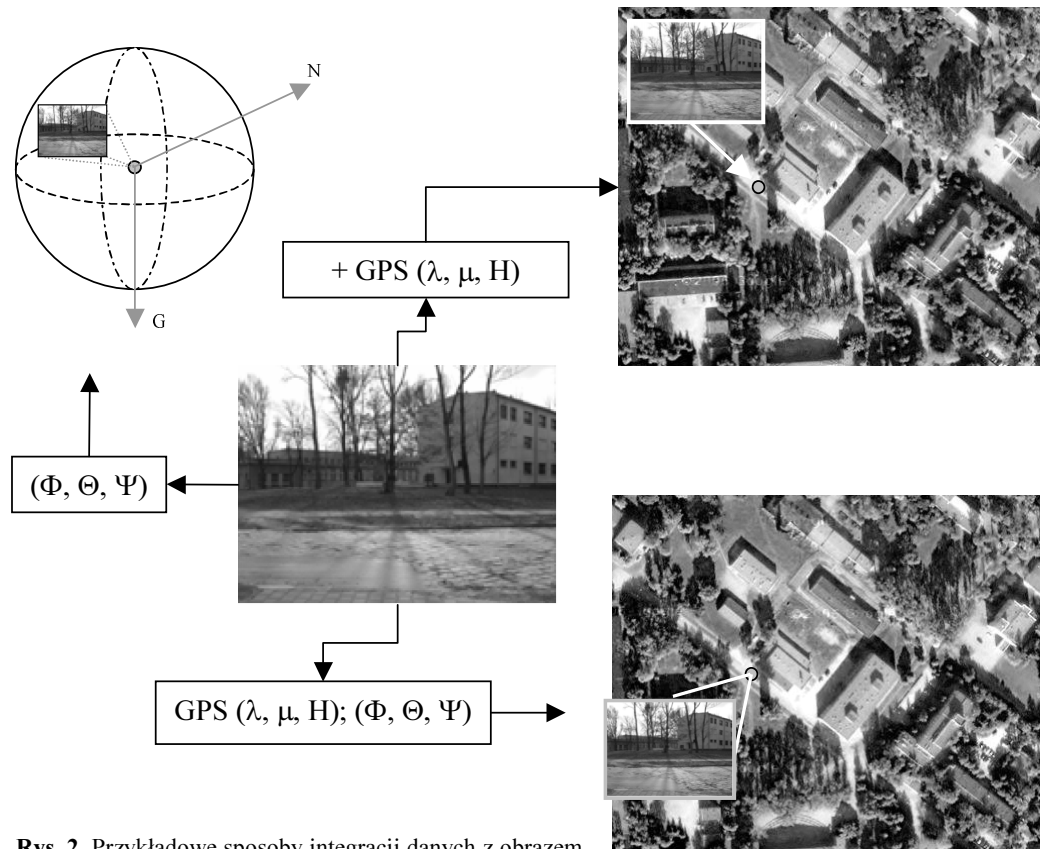 N
G
+ GPS (λ, μ, H)
(Φ, Θ, Ψ)
GPS (λ, μ, H); (Φ, Θ, Ψ)
Rys. 2. Przykładowe sposoby integracji danych z obrazem